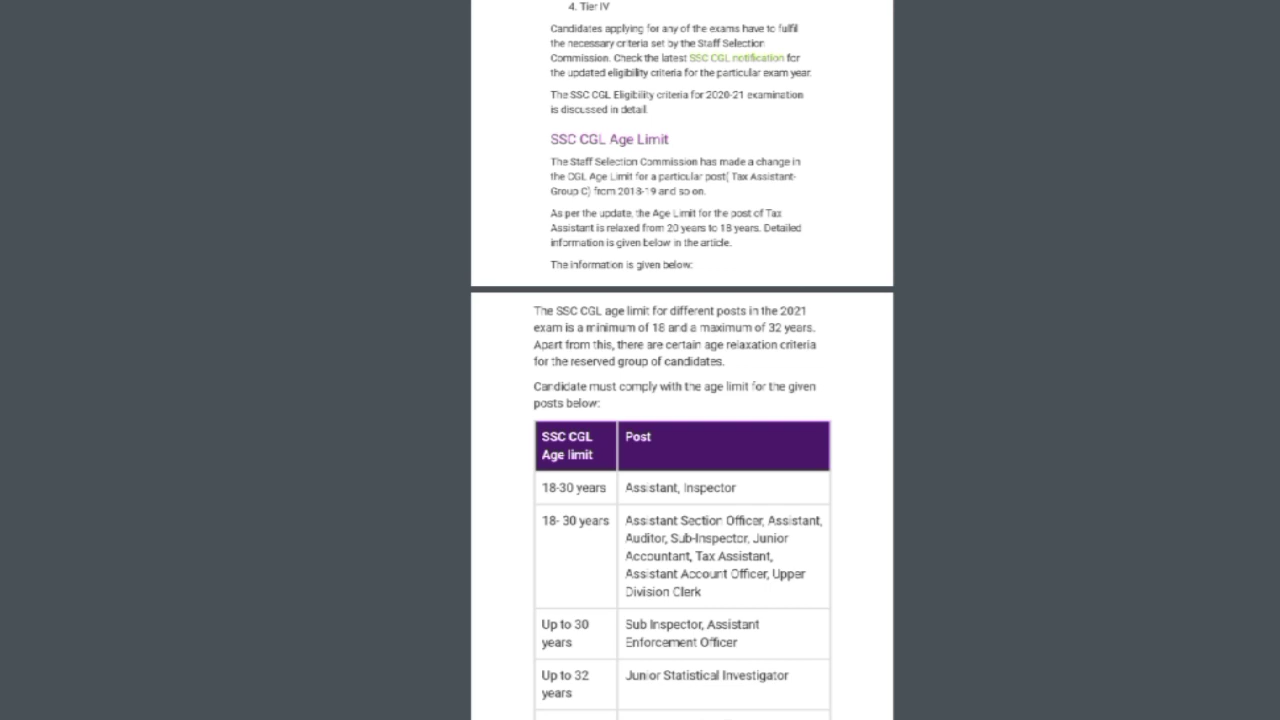 4. Tier IV
Candidates applying for any of the exams have to fulfil
the necessary criteria set by the Staff Selection
Commission. Check the latest SSC CGL notification for
the updated eligibility criteria for the particular exam year.
The SSC CGL Eligibility criteria for 2020-21 examination
is discussed in detail
SSC CGL Age Limit
The Staff Selection Commission has made a change in
the CGL Age Limit for a particular post( Tax Assistant-
Group C) from 2018-19 and so on.
As per the update, the Age Limit for the post of Tax
Assistant is relaxed from 20 years to 18 years. Detailed
information is given below in the article.
The information is given below:
The SSC CGL age limit for different posts in the 2021
exam is a minimum of 18 and a maximum of 32 years.
Apart from this, there are certain age relaxation criteria
for the reserved group of candidates.
Candidate must comply with the age limit for the given
posts below:
SSC CGL
Age limit
Post
18-30 years
Assistant, Inspector
18- 30 years
Assistant Section Officer, Assistant,
Auditor, Sub-Inspector, Junior
Accountant, Tax Assistant,
Assistant Account Officer, Upper
Division Clerk
Up to 30
years
Sub Inspector, Assistant
Enforcement Officer
Up to 32
years
Junior Statistical Investigator